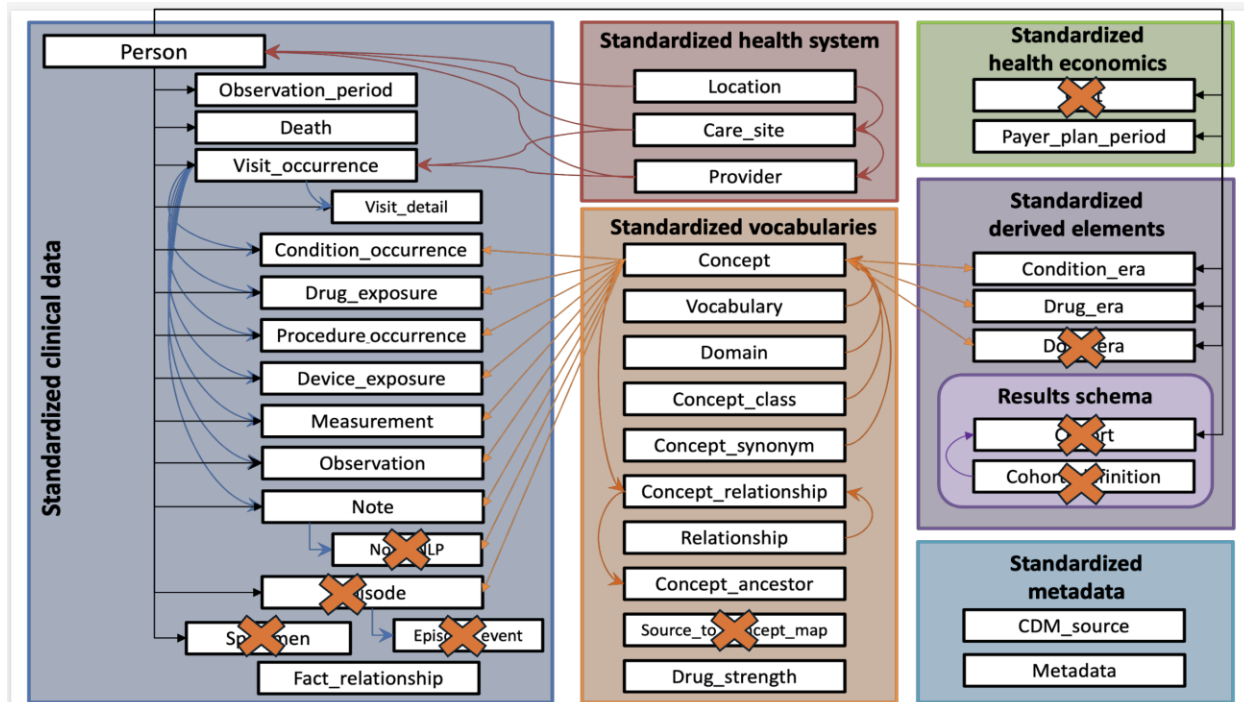 Standardized clinical data
Person
Observation_period
Death
Visit_occurrence
Visit_detail
Condition_occurrence
Drug_exposure
Procedure_occurrence
Device_exposure
Measurement
Observation
Note
Fact_relationship
Standardized health system
Location
Care_site
Provider
Standardized vocabularies
Concept
Vocabulary
Domain
Concept_class
Concept_synonym
Concept_relationship
Relationship
Concept_ancestor
Drug_strength
Standardized
health economics
Payer_plan_period
Standardized
derived elements
Condition_era
Drug_era
Results schema
Standardized
metadata
CDM_source
Metadata